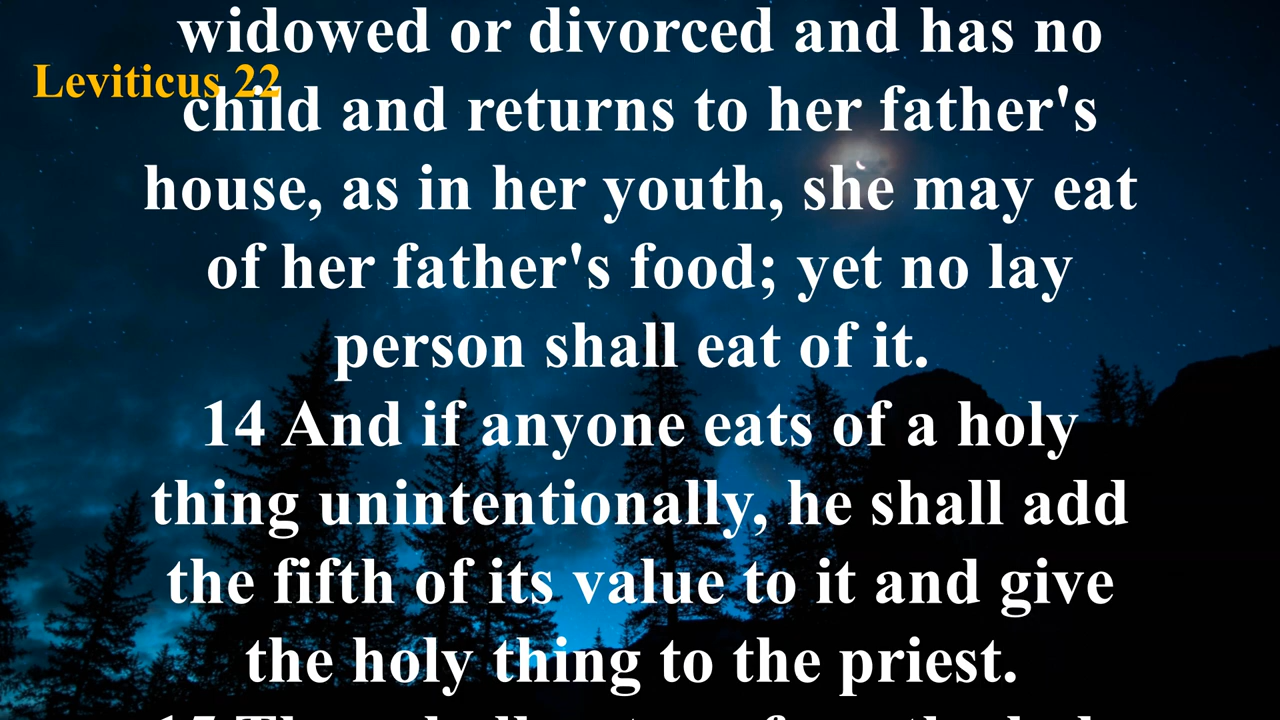 widowed or divorced and has no
Leviticus 22
child and returns to her father's
house, as in her youth, she may eat
of her father's food; yet no lay
person shall eat of it.
14 And if anyone eats of a holy
thing unintentionally, he shall add
the fifth of its value to it and give
the holy thing to the priest.